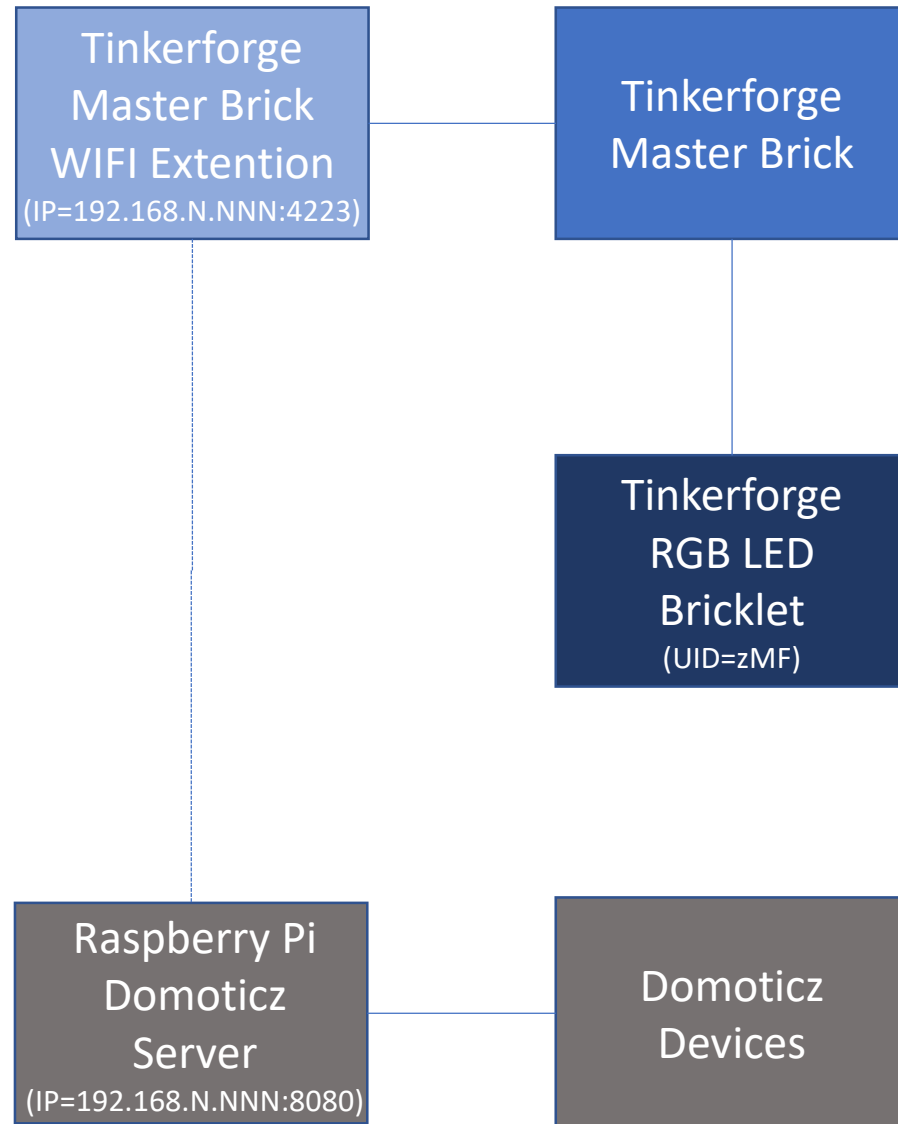 Tinkerforge
Master Brick
WIFI Extention
(IP=192.168.N.NNN:4223)
Tinkerforge
Master Brick
Tinkerforge
RGB LED
Bricklet
(UID=zMF)
Raspberry Pi
Domoticz
Server
(IP=192.168.N.NNN:8080)
Domoticz
Devices